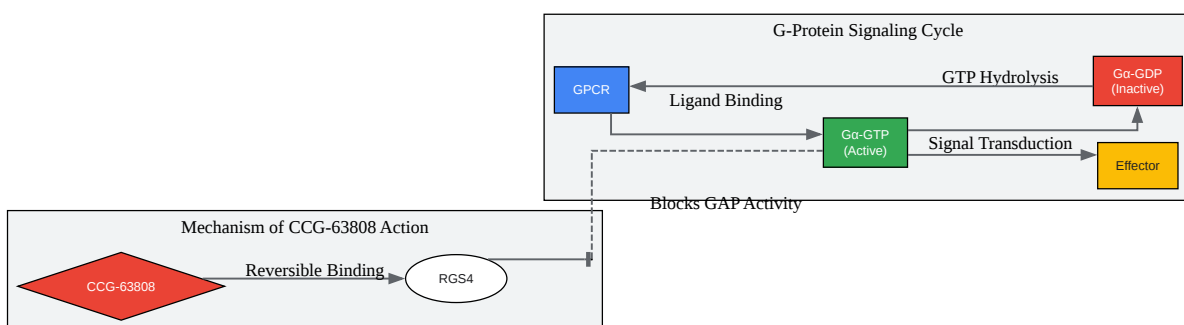 G-Protein Signaling Cycle
GPCR
GTP Hydrolysis
Gα-GDP
(Inactive)
Ligand Binding
Gα-GTP
(Active)
Signal Transduction
Effector
Blocks GAP Activity
Mechanism of CCG-63808 Action
CCG-63808
Reversible Binding
RGS4